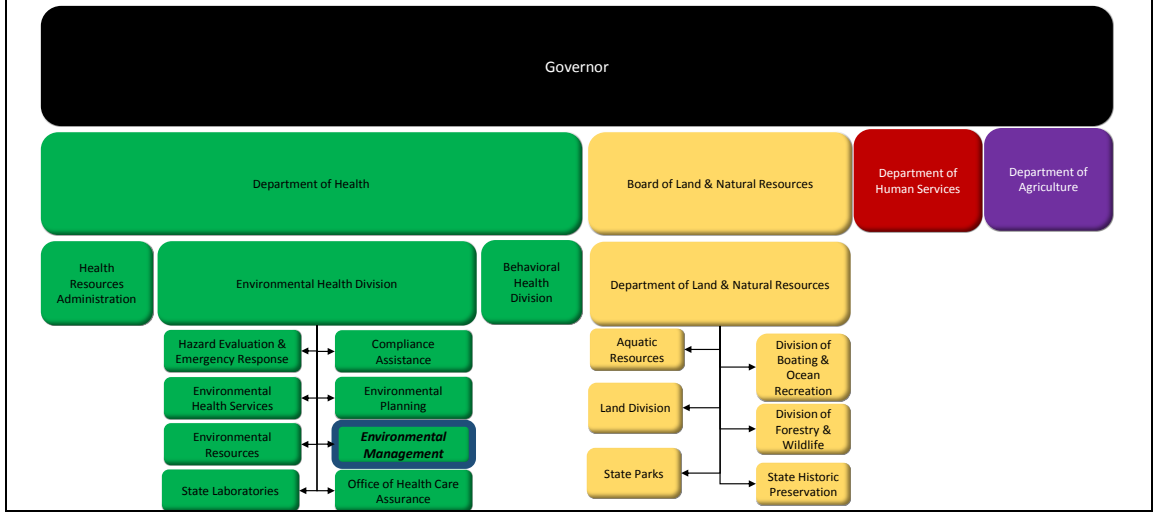 Governor
Department of Health
Board of Land & Natural Resources
Department of
Human Services
Department of
Agriculture
Health
Resources
Administration
Environmental Health Division
Behavioral
Health
Division
Department of Land & Natural Resources
Hazard Evaluation &
Emergency Response
Compliance
Assistance
Environmental
Health Services
Environmental
Planning
Environmental
Resources
Environmental
Management
State Laboratories
Office of Health Care
Assurance
Aquatic
Resources
Division of
Boating &
Ocean
Recreation
Land Division
Division of
Forestry &
Wildlife
State Parks
State Historic
Preservation